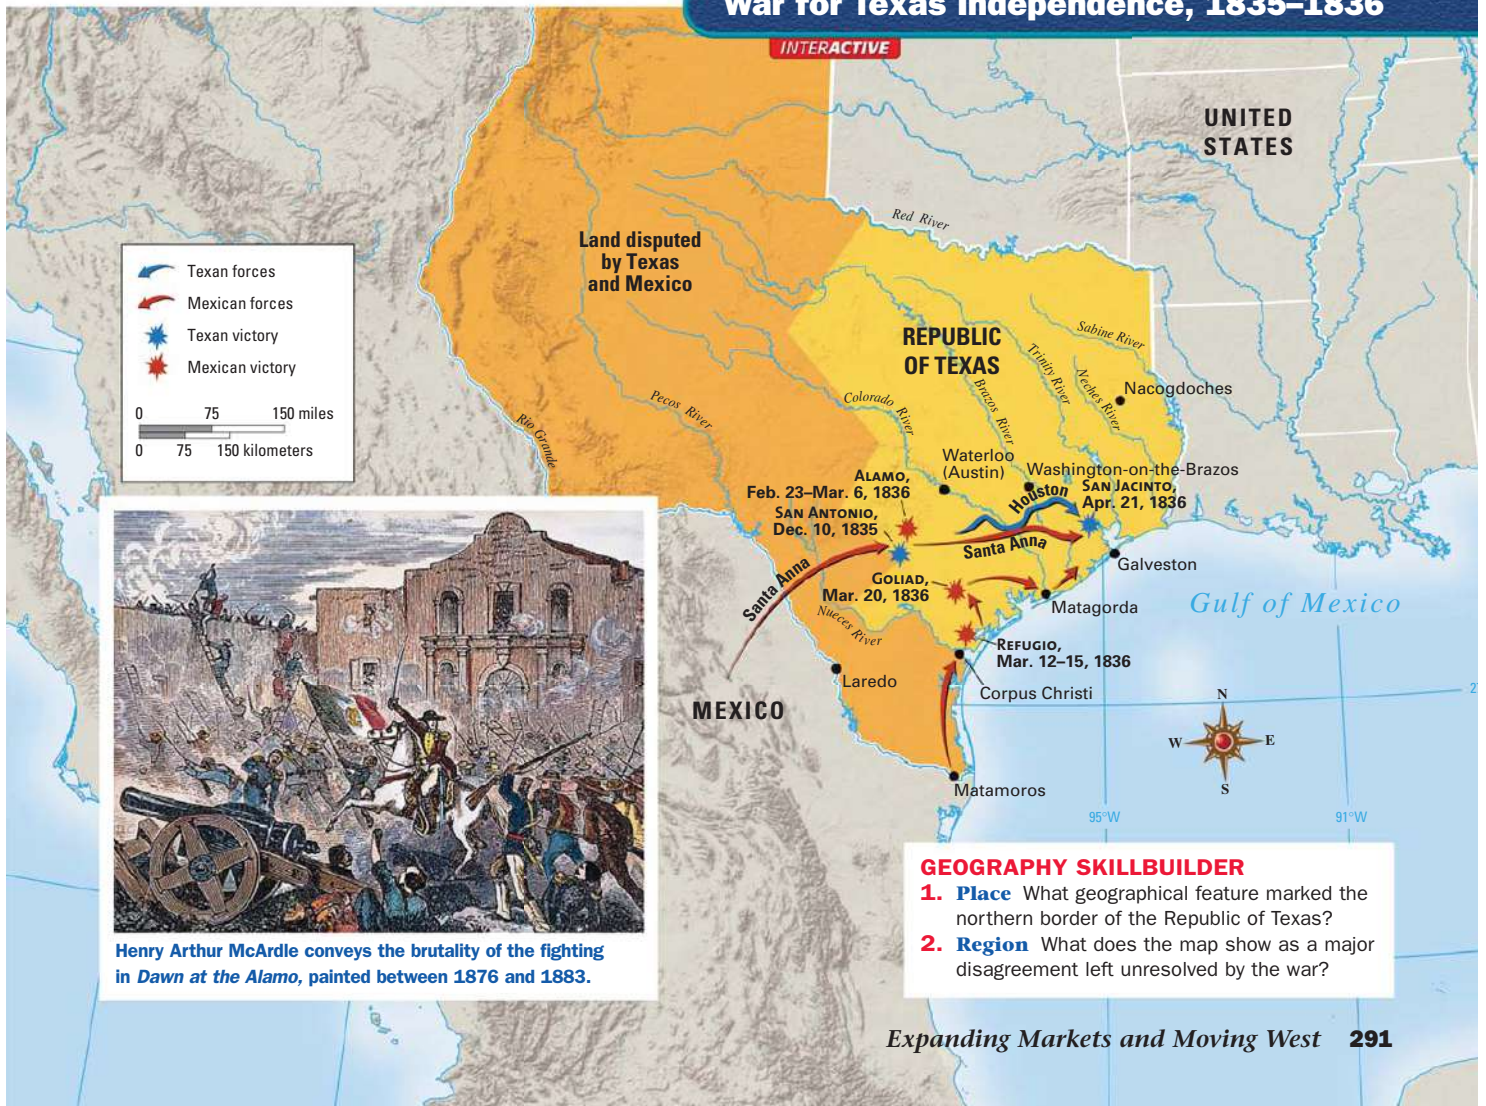 War for Texas Independence, 1835–1836
INTERACTIVE
UNITED
STATES
Red River
Land disputed
by Texas
and Mexico
Texan forces
Mexican forces
Texan victory
Mexican victory
0 75 150 miles
0 75 150 kilometers
REPUBLIC
OF TEXAS
Sabine River
Trinity River
Neches River
Brazos River
Colorado River
Pecos River
Rio Grande
Nacogdoches
Waterloo
(Austin)
Washington-on-the-Brazos
ALAMO,
Feb. 23–Mar. 6, 1836
SAN ANTONIO,
Dec. 10, 1835
Houston
SAN JACINTO,
Apr. 21, 1836
Santa Anna
Santa Anna
Galveston
GOLIAD,
Mar. 20, 1836
Matagorda
Gulf of Mexico
Nueces River
REFUGIO,
Mar. 12–15, 1836
Laredo
Corpus Christi
MEXICO
Matamoros
N
W
E
S
95°W
91°W
Henry Arthur McArdle conveys the brutality of the fighting
in Dawn at the Alamo, painted between 1876 and 1883.
GEOGRAPHY SKILLBUILDER
1. Place What geographical feature marked the
northern border of the Republic of Texas?
2. Region What does the map show as a major
disagreement left unresolved by the war?
Expanding Markets and Moving West 291